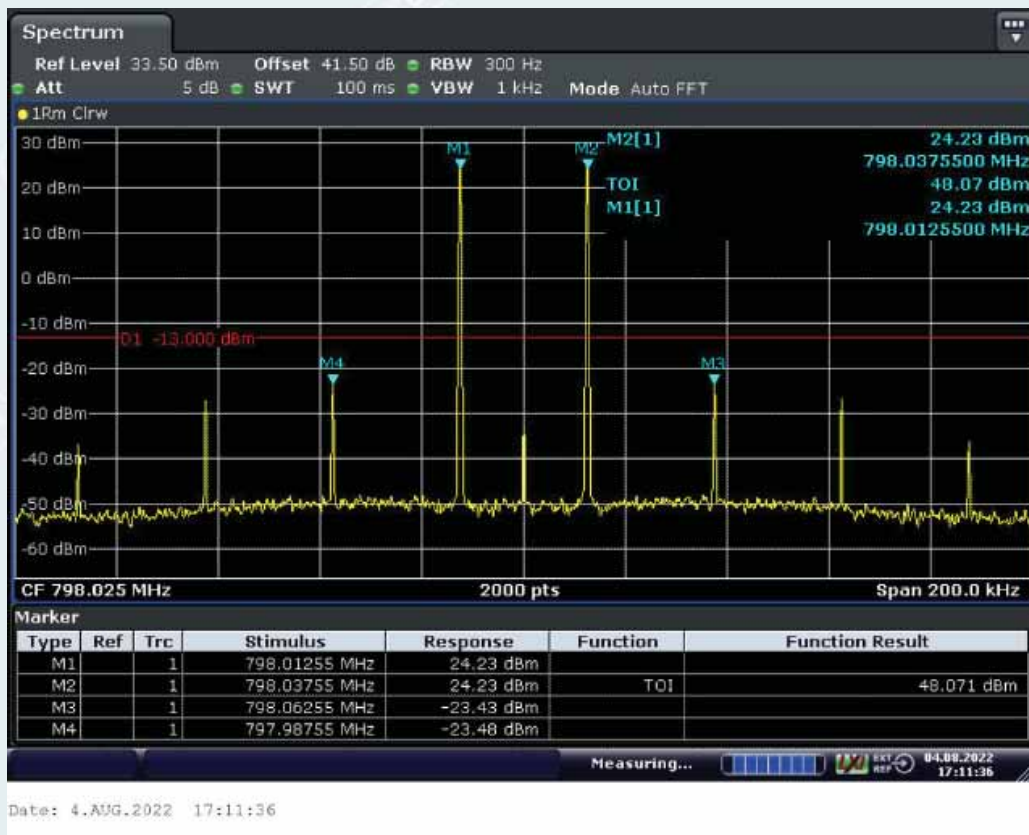 Spectrum
Ref Level 33.50 dBm Offset 41.50 dB RBW 300 Hz
Att 5 dB SWT 100 ms VBW 1 kHz Mode Auto FFT
1Rm Clrw
30 dBm
20 dBm
10 dBm
0 dBm
-10 dBm
-20 dBm
-30 dBm
-40 dBm
-50 dBm
-60 dBm
D1 -13.000 dBm
M4
M1
M2
M3
M2[1] 24.23 dBm
798.0375500 MHz
TOI 48.07 dBm
M1[1] 24.23 dBm
798.0125500 MHz
CF 798.025 MHz 2000 pts Span 200.0 kHz
Marker
Type Ref Trc Stimulus Response Function Function Result
M1 1 798.01255 MHz 24.23 dBm
M2 1 798.03755 MHz 24.23 dBm TOI 48.071 dBm
M3 1 798.06255 MHz -23.43 dBm
M4 1 797.98755 MHz -23.48 dBm
Measuring... LXI EXT REF 04.08.2022
17:11:36
Date: 4.AUG.2022 17:11:36